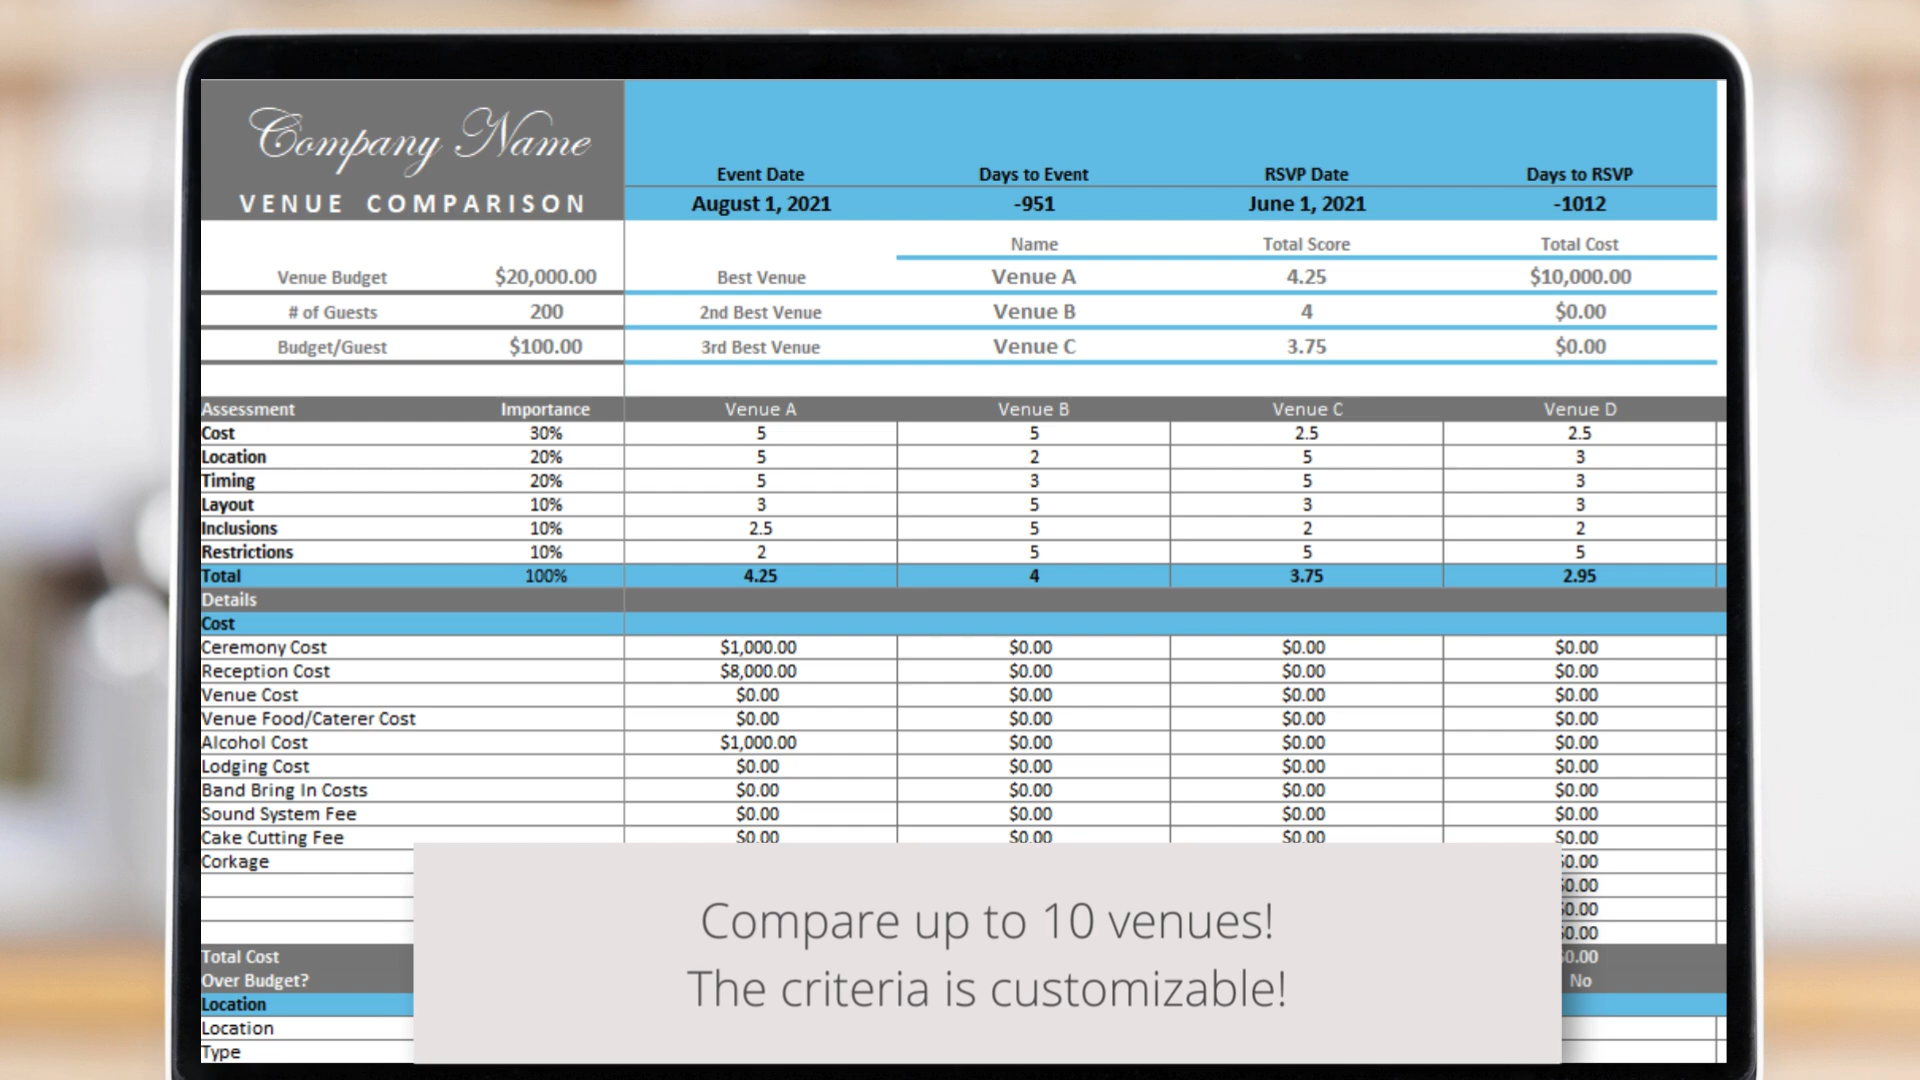 Company Name
VENUE COMPARISON
Event Date Days to Event RSVP Date Days to RSVP
August 1, 2021 -951 June 1, 2021 -1012
Name Total Score Total Cost
Venue Budget $20,000.00 Best Venue Venue A 4.25 $10,000.00
# of Guests 200 2nd Best Venue Venue B 4 $0.00
Budget/Guest $100.00 3rd Best Venue Venue C 3.75 $0.00
Assessment Importance Venue A Venue B Venue C Venue D
Cost 30% 5 5 2.5 2.5
Location 20% 5 2 5 3
Timing 20% 5 3 5 3
Layout 10% 3 5 3 3
Inclusions 10% 2.5 5 2 2
Restrictions 10% 2 5 5 5
Total 100% 4.25 4 3.75 2.95
Details
Cost
Ceremony Cost $1,000.00 $0.00 $0.00 $0.00
Reception Cost $8,000.00 $0.00 $0.00 $0.00
Venue Cost $0.00 $0.00 $0.00 $0.00
Venue Food/Caterer Cost $0.00 $0.00 $0.00 $0.00
Alcohol Cost $1,000.00 $0.00 $0.00 $0.00
Lodging Cost $0.00 $0.00 $0.00 $0.00
Band Bring In Costs $0.00 $0.00 $0.00 $0.00
Sound System Fee $0.00 $0.00 $0.00 $0.00
Cake Cutting Fee $0.00 $0.00 $0.00 $0.00
Corkage $0.00
$0.00
$0.00
$0.00
Total Cost $0.00
Over Budget? No
Location
Location
Type
Compare up to 10 venues!
The criteria is customizable!